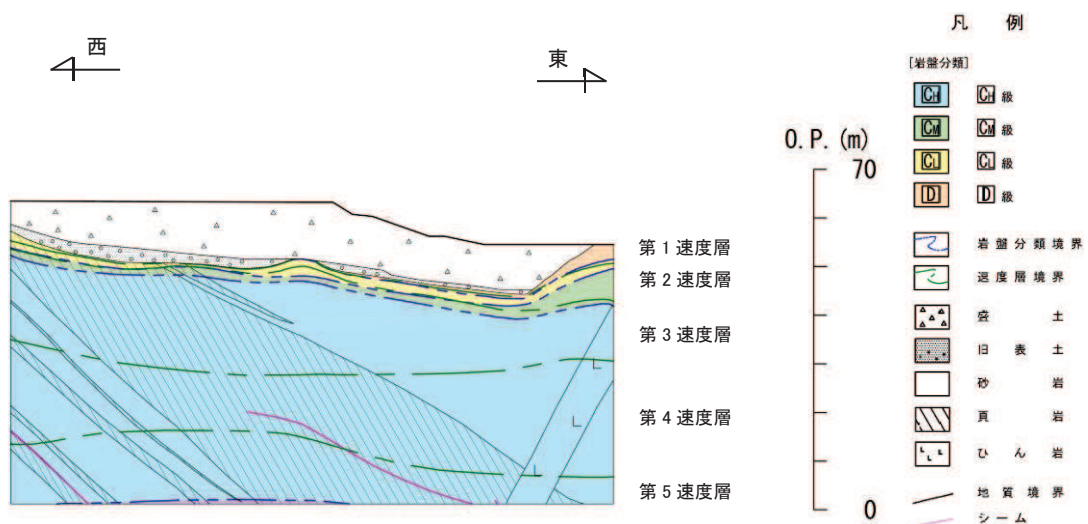 凡 例
西
東
[岩盤分類]
CH CH 級
CM CM 級
CL CL 級
D D 級
O.P.(m)
70
0
第1速度層
第2速度層
第3速度層
第4速度層
第5速度層
岩盤分類境界
速度層境界
盛 土
旧 表 土
砂 岩
頁 岩
ひ ん 岩
地 質 境 界
シ ー ム